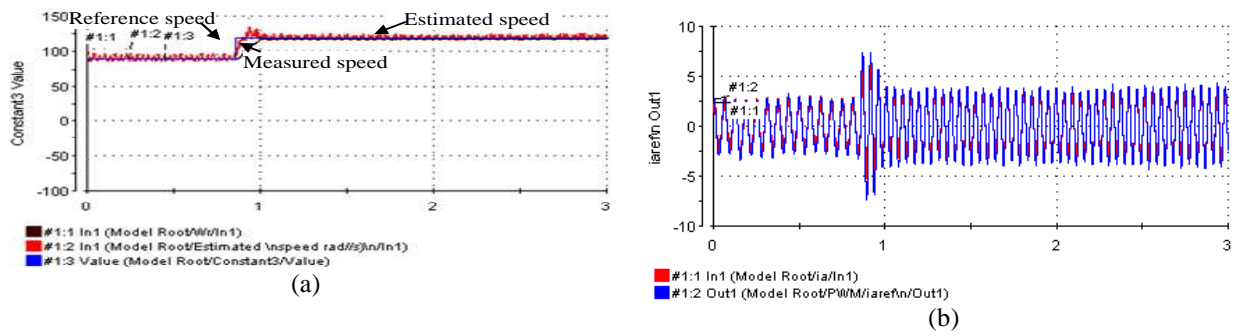 Reference speed
Estimated speed
Measured speed
150
100
50
0
-50
-100
Constant3 Value
#1:1
#1:2
#1:3
0
1
2
3
#1:1 In1 (Model Root/Wr/In1)
#1:2 In1 (Model Root/Estimated \nspeed rad//s)\n/In1)
#1:3 Value (Model Root/Constant3/Value)
(a)
10
5
0
-5
-10
iaref\n Out1
#1:2
#1:1
0
1
2
3
#1:1 In1 (Model Root/ia/In1)
#1:2 Out1 (Model Root/PWM/iaref\n/Out1)
(b)